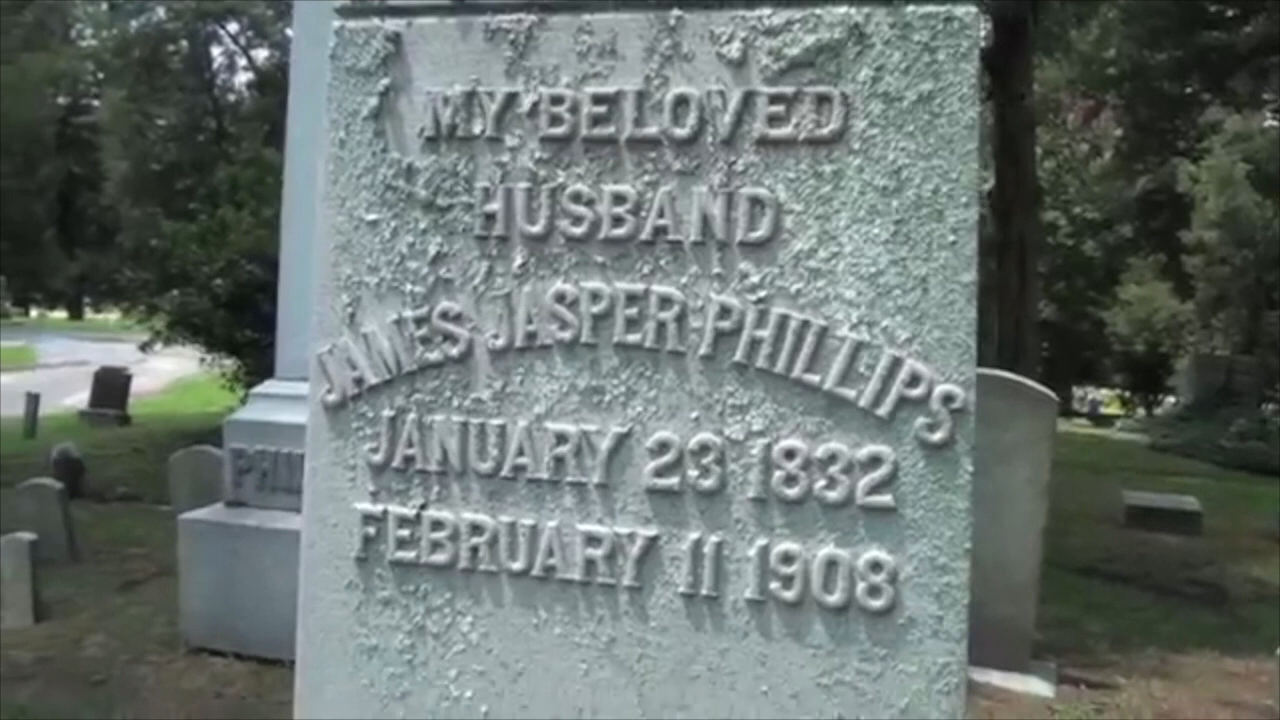 MY BELOVED
HUSBAND
JAMES JASPER PHILLIPS
JANUARY 23 1832
FEBRUARY 11 1908